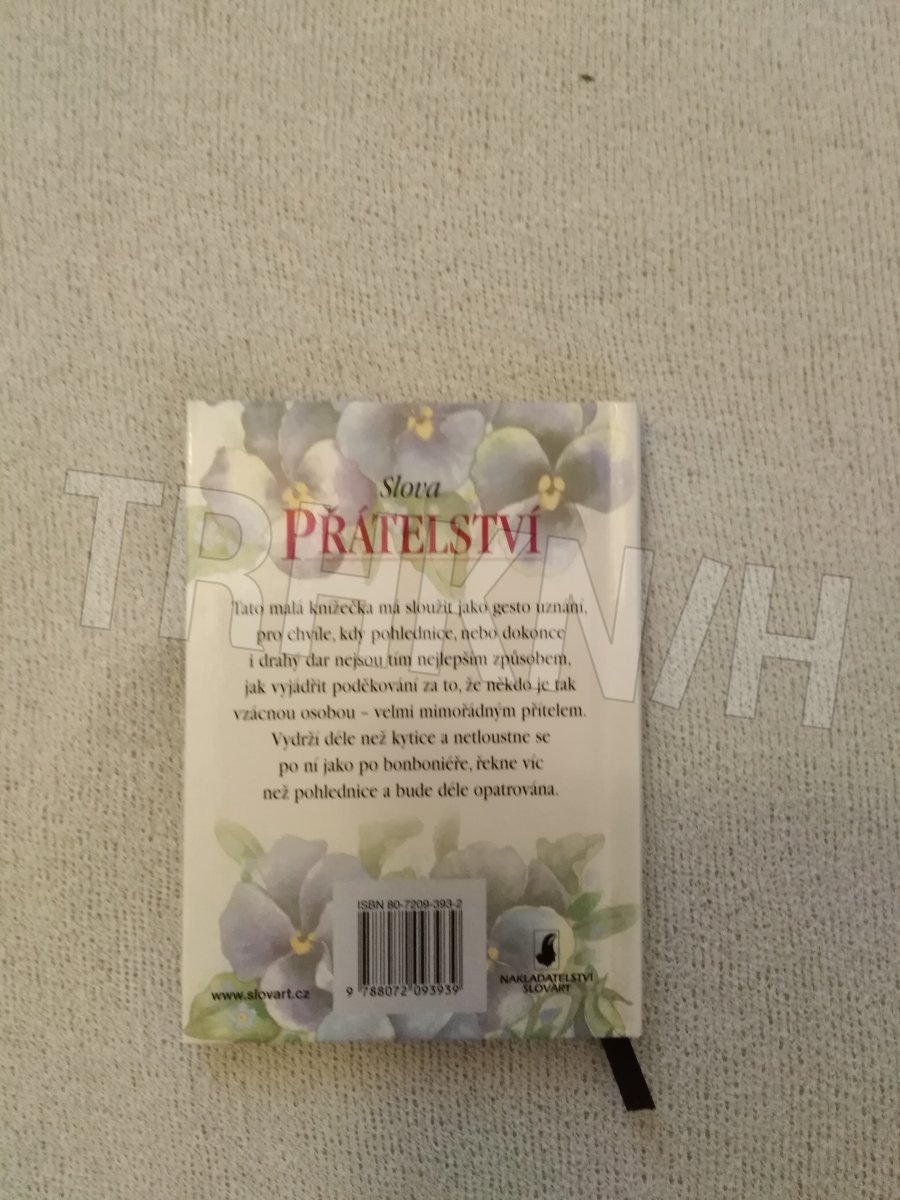 Slova
PŘÁTELSTVÍ
Tato malá knížečka má sloužit jako gesto uznání,
pro chvíle, kdy pohlednice, nebo dokonce
i drahý dar nejsou tím nejlepším způsobem,
jak vyjádřit poděkování za to, že někdo je tak
vzácnou osobou – velmi mimořádným přítelem.
Vydrží déle než kytice a netloustne se
po ní jako po bonboniéře, řekne víc
než pohlednice a bude déle opatrována.
ISBN 80-7209-393-2
9 788072 093939
www.slovart.cz
NAKLADATELSTVÍ
SLOVART
TRHKNIH